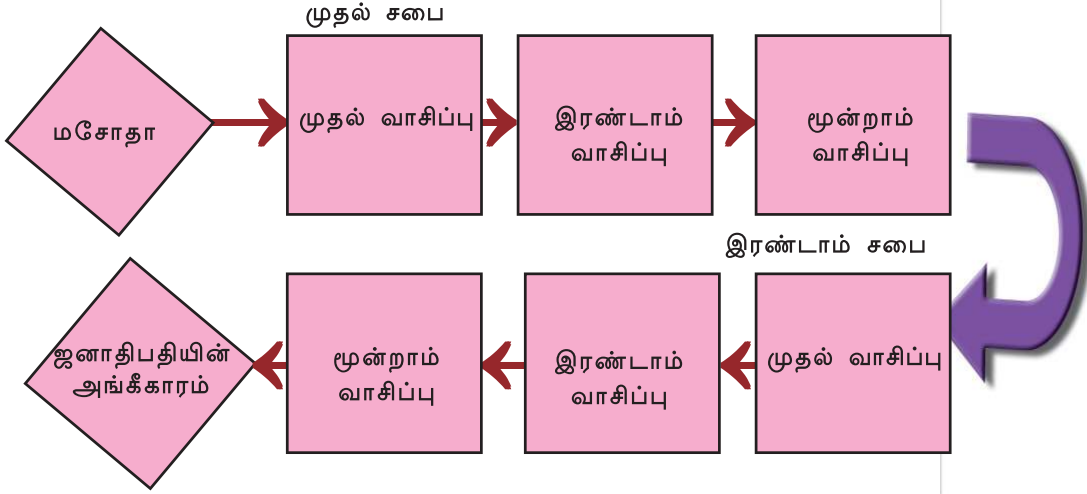 முதல் சபை
மசோதா
முதல் வாசிப்பு
இரண்டாம்
வாசிப்பு
மூன்றாம்
வாசிப்பு
இரண்டாம் சபை
முதல் வாசிப்பு
இரண்டாம்
வாசிப்பு
மூன்றாம்
வாசிப்பு
ஜனாதிபதியின்
அங்கீகாரம்